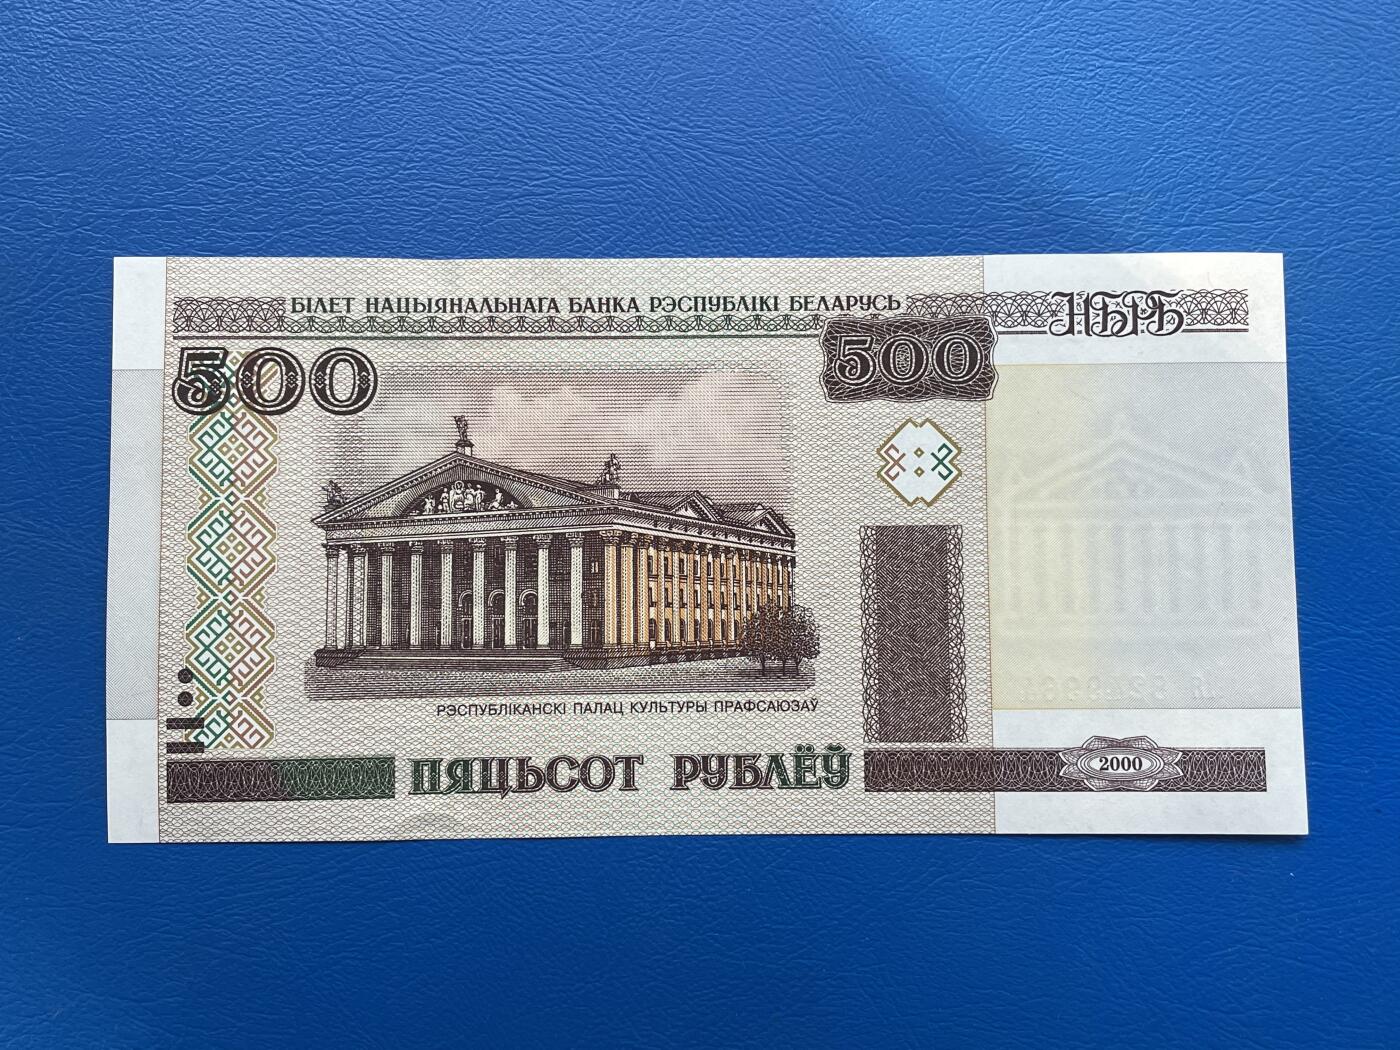 БІЛЕТ НАЦЫЯНАЛЬНАГА БАНКА РЭСПУБЛІКІ БЕЛАРУСЬ
НБРБ
500
500
РЭСПУБЛІКАНСКІ ПАЛАЦ КУЛЬТУРЫ ПРАФСАЮЗАЎ
ПЯЦЬСОТ РУБЛЁЎ
2000